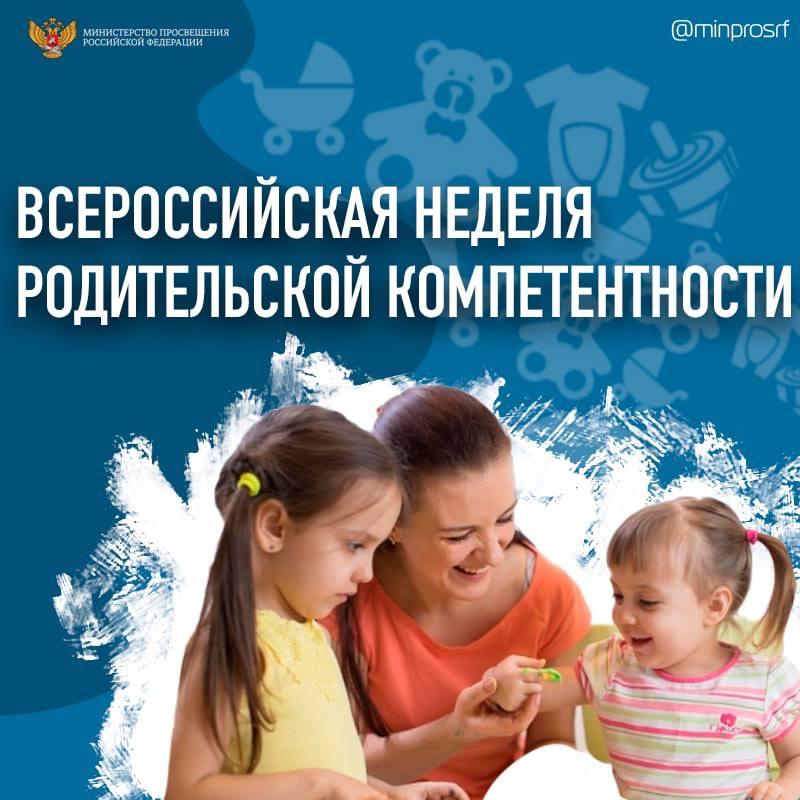 МИНИСТЕРСТВО ПРОСВЕЩЕНИЯ
РОССИЙСКОЙ ФЕДЕРАЦИИ
@minprosrf
ВСЕРОССИЙСКАЯ НЕДЕЛЯ
РОДИТЕЛЬСКОЙ КОМПЕТЕНТНОСТИ